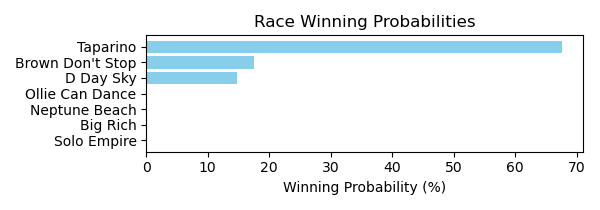 Race Winning Probabilities
Taparino
Brown Don't Stop
D Day Sky
Ollie Can Dance
Neptune Beach
Big Rich
Solo Empire
0 10 20 30 40 50 60 70
Winning Probability (%)